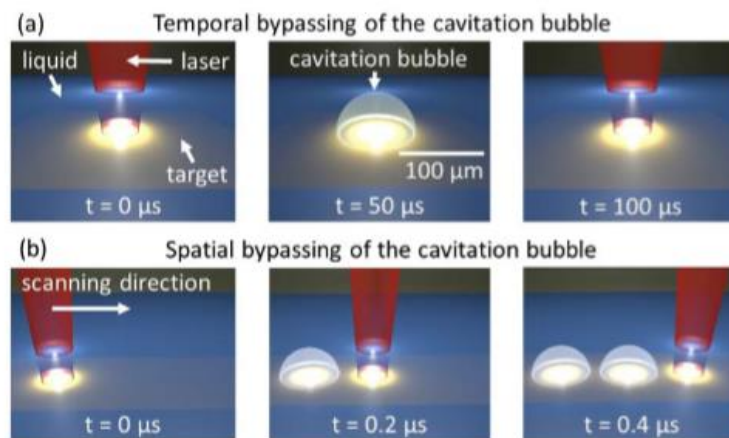 (a) Temporal bypassing of the cavitation bubble
liquid
laser
target
t = 0 µs
cavitation bubble
100 µm
t = 50 µs
t = 100 µs
(b) Spatial bypassing of the cavitation bubble
scanning direction
t = 0 µs
t = 0.2 µs
t = 0.4 µs